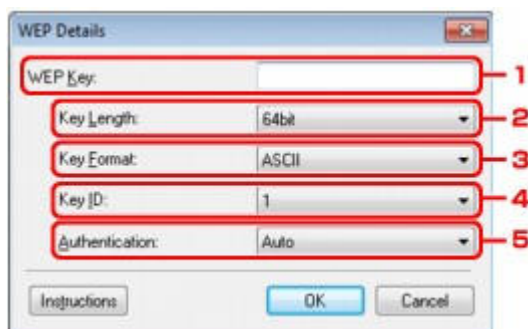 WEP Details
WEP Key: 1
Key Length: 64bit 2
Key Format: ASCII 3
Key ID: 1 4
Authentication: Auto 5
Instructions OK Cancel